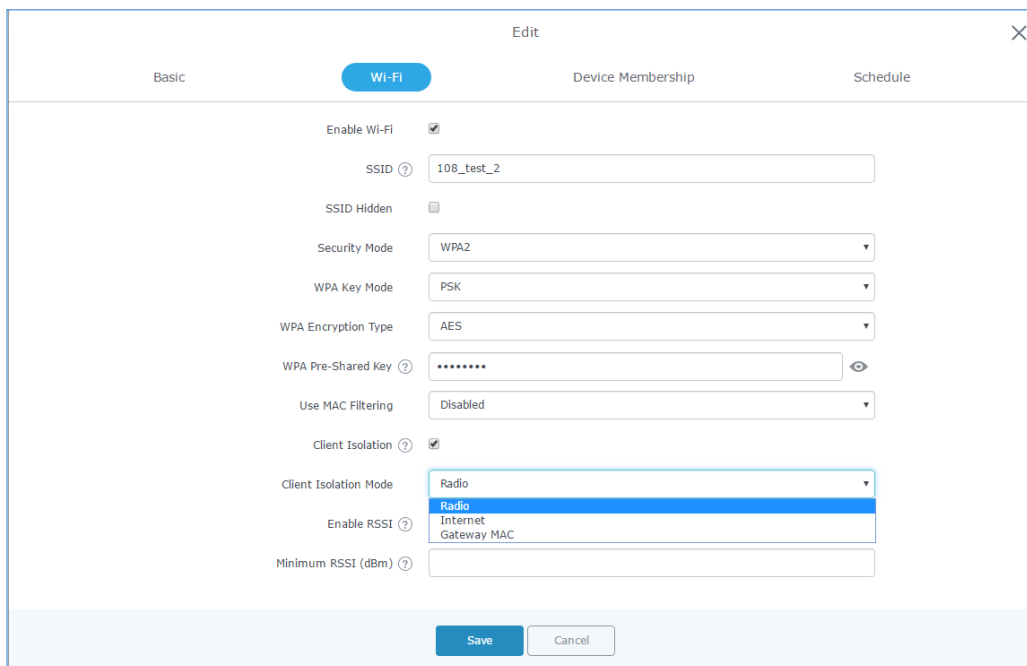 Edit
Basic Wi-Fi Device Membership Schedule
Enable Wi-Fi
SSID 108_test_2
SSID Hidden
Security Mode WPA2
WPA Key Mode PSK
WPA Encryption Type AES
WPA Pre-Shared Key ••••••••
Use MAC Filtering Disabled
Client Isolation
Client Isolation Mode Radio
Radio
Enable RSSI Internet
Gateway MAC
Minimum RSSI (dBm)
Save Cancel